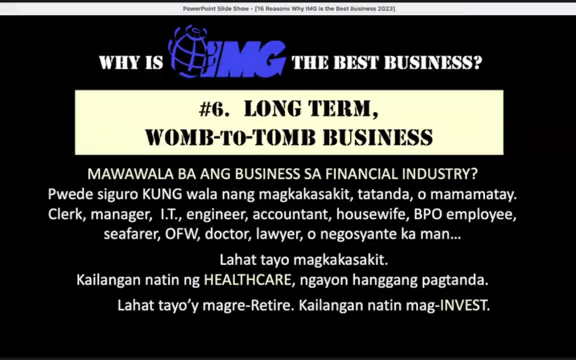 PowerPoint Slide Show - [16 Reasons Why IMG is the Best Business 2023]
WHY IS IMG THE BEST BUSINESS?
#6. LONG TERM,
WOMB-TO-TOMB BUSINESS
MAWAWALA BA ANG BUSINESS SA FINANCIAL INDUSTRY?
Pwede siguro KUNG wala nang magkakasakit, tatanda, o mamamatay.
Clerk, manager, I.T., engineer, accountant, housewife, BPO employee,
seafarer, OFW, doctor, lawyer, o negosyante ka man...
Lahat tayo magkakasakit.
Kailangan natin ng HEALTHCARE, ngayon hanggang pagtanda.
Lahat tayo'y magre-Retire. Kailangan natin mag-INVEST.